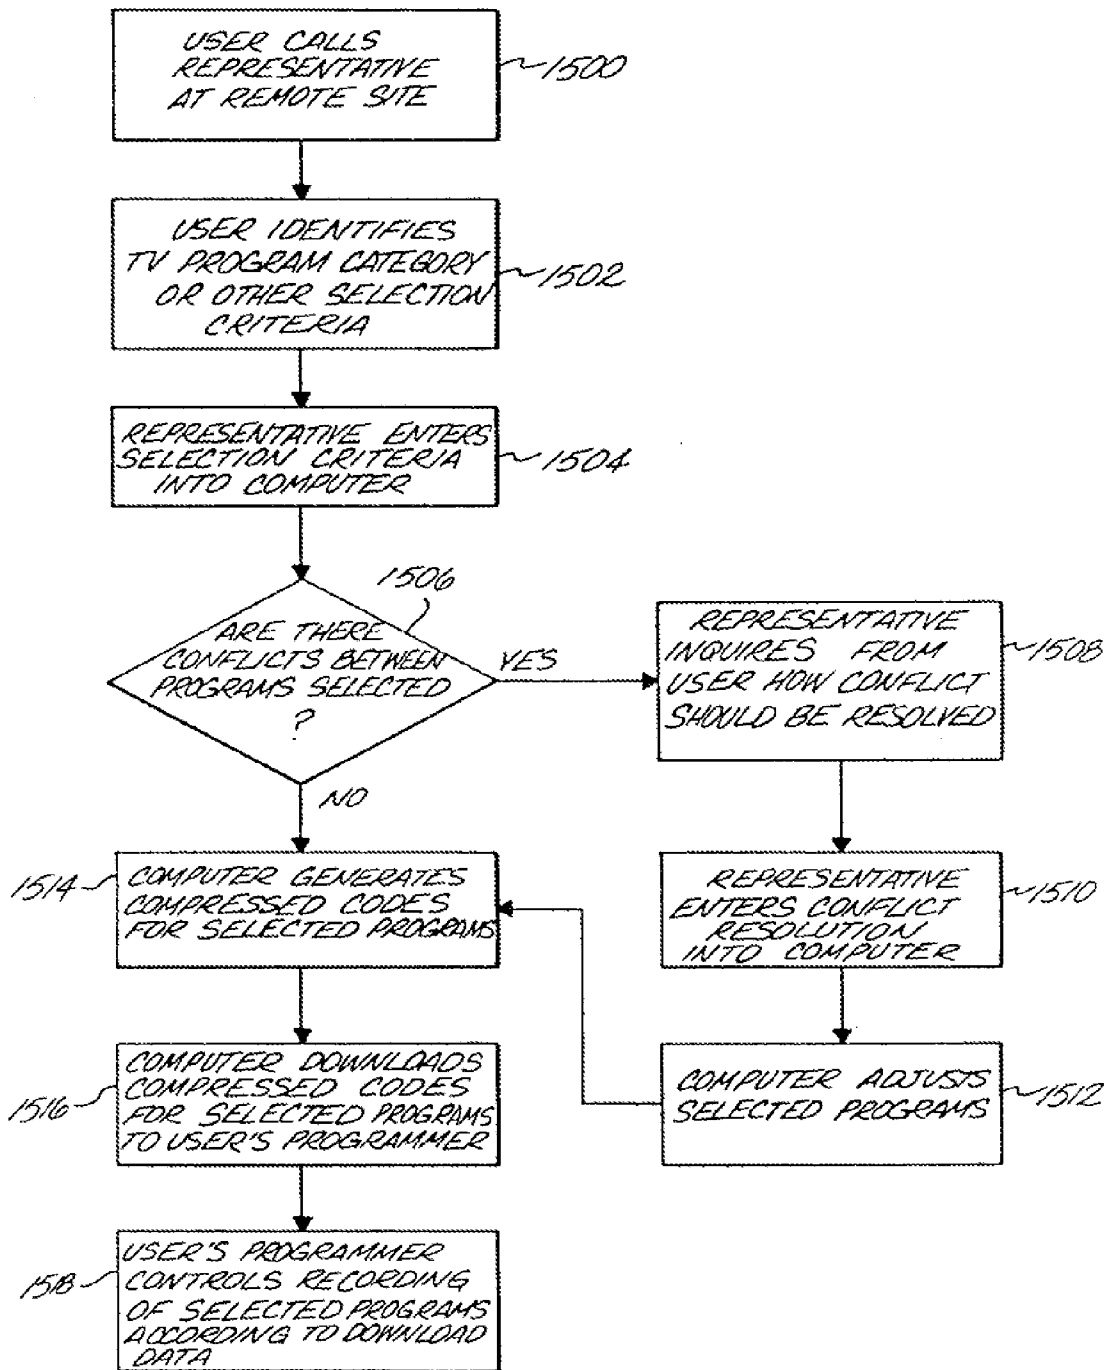 USER CALLS
REPRESENTATIVE
AT REMOTE SITE
1500
USER IDENTIFIES
TV PROGRAM CATEGORY
OR OTHER SELECTION
CRITERIA
1502
REPRESENTATIVE ENTERS
SELECTION CRITERIA
INTO COMPUTER
1504
1506
ARE THERE
CONFLICTS BETWEEN
PROGRAMS SELECTED
?
YES
NO
REPRESENTATIVE
INQUIRES FROM
USER HOW CONFLICT
SHOULD BE RESOLVED
1508
REPRESENTATIVE
ENTERS CONFLICT
RESOLUTION
INTO COMPUTER
1510
COMPUTER ADJUSTS
SELECTED PROGRAMS
1512
1514
COMPUTER GENERATES
COMPRESSED CODES
FOR SELECTED PROGRAMS
1516
COMPUTER DOWNLOADS
COMPRESSED CODES
FOR SELECTED PROGRAMS
TO USER'S PROGRAMMER
1518
USER'S PROGRAMMER
CONTROLS RECORDING
OF SELECTED PROGRAMS
ACCORDING TO DOWNLOAD
DATA